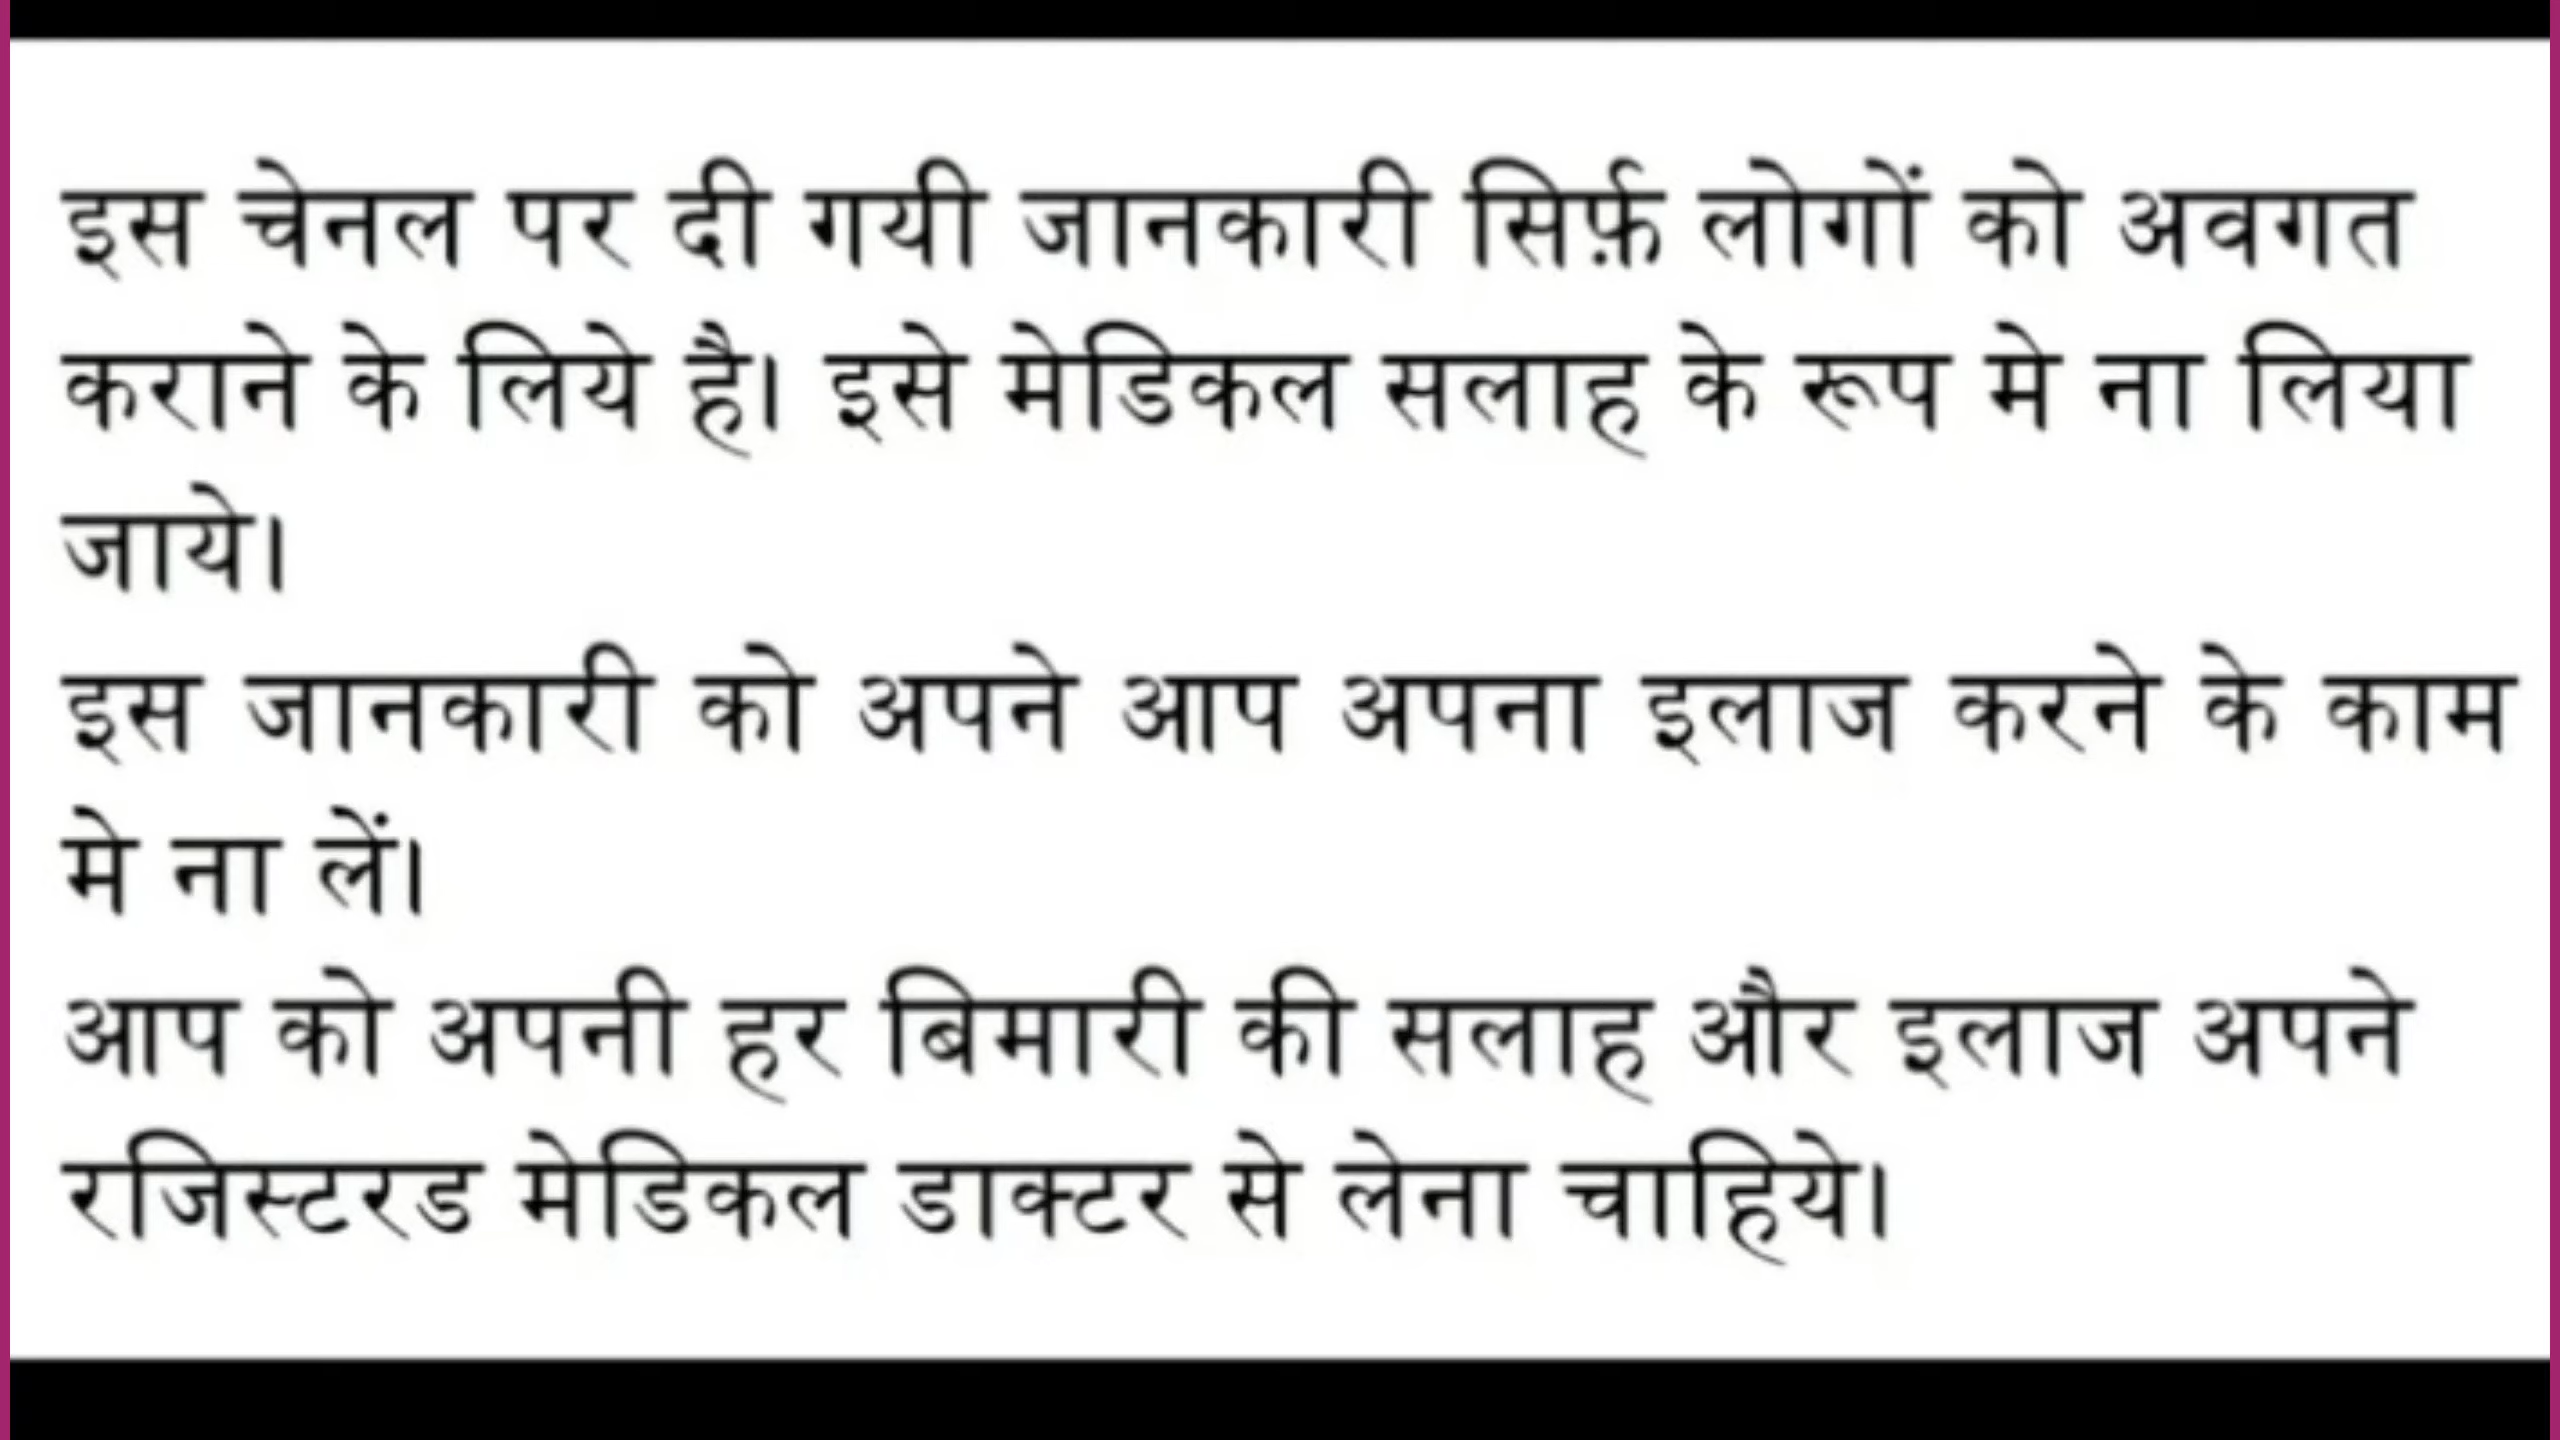 इस चेनल पर दी गयी जानकारी सिर्फ़ लोगों को अवगत
कराने के लिये है। इसे मेडिकल सलाह के रूप मे ना लिया
जाये।
इस जानकारी को अपने आप अपना इलाज करने के काम
मे ना लें।
आप को अपनी हर बिमारी की सलाह और इलाज अपने
रजिस्टरड मेडिकल डाक्टर से लेना चाहिये।